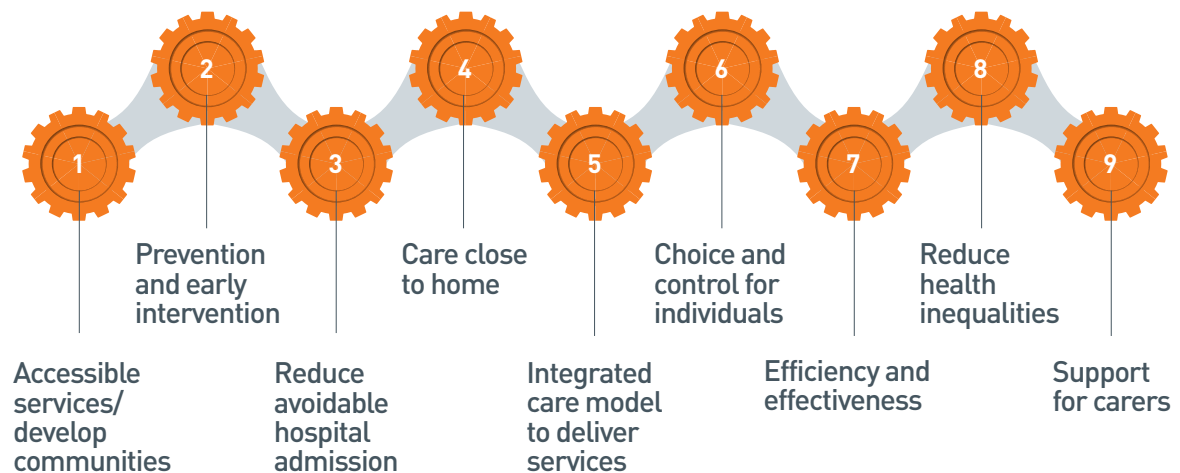 1
Accessible
services/
develop
communities
2
Prevention
and early
intervention
3
Reduce
avoidable
hospital
admission
4
Care close
to home
5
Integrated
care model
to deliver
services
6
Choice and
control for
individuals
7
Efficiency and
effectiveness
8
Reduce
health
inequalities
9
Support
for carers